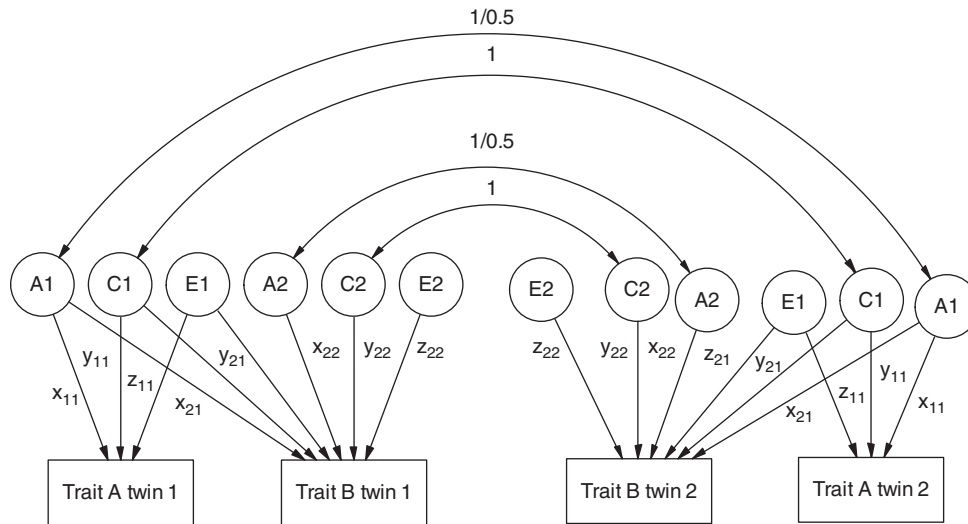 1/0.5
1
1/0.5
1
A1 C1 E1 A2 C2 E2 E2 C2 A2 E1 C1 A1
x₁₁ y₁₁ z₁₁ x₂₁ y₂₁ x₂₂ y₂₂ z₂₂ z₂₂ y₂₂ x₂₂ z₂₁ y₂₁ x₂₁ z₁₁ y₁₁ x₁₁
Trait A twin 1 Trait B twin 1 Trait B twin 2 Trait A twin 2